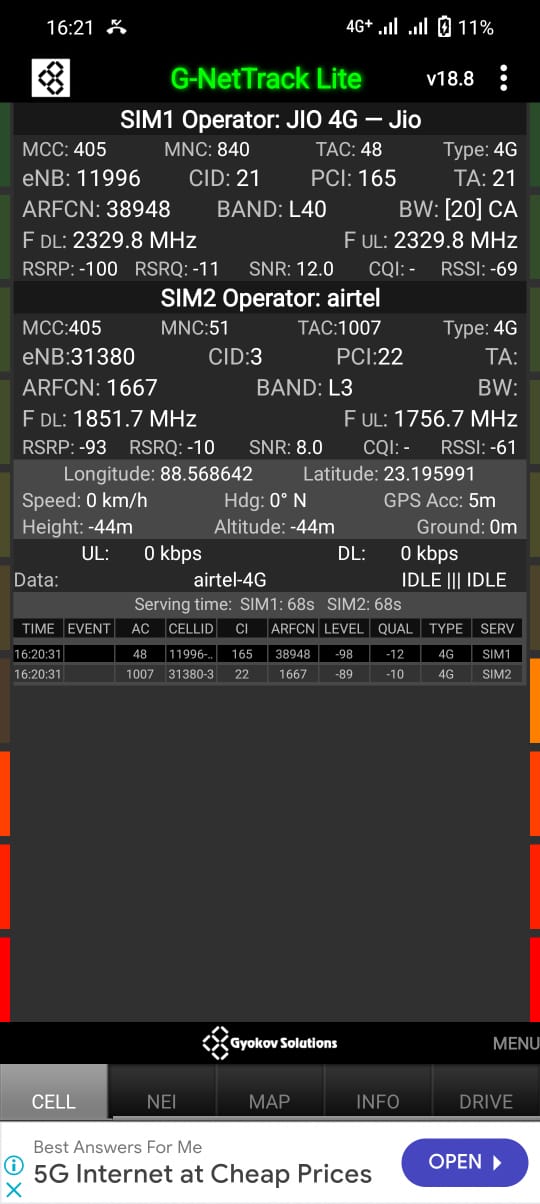 16:21 4G+ 11%
G-NetTrack Lite v18.8
SIM1 Operator: JIO 4G — Jio
MCC: 405 MNC: 840 TAC: 48 Type: 4G
eNB: 11996 CID: 21 PCI: 165 TA: 21
ARFCN: 38948 BAND: L40 BW: [20] CA
F DL: 2329.8 MHz F UL: 2329.8 MHz
RSRP: -100 RSRQ: -11 SNR: 12.0 CQI: - RSSI: -69
SIM2 Operator: airtel
MCC:405 MNC:51 TAC:1007 Type: 4G
eNB:31380 CID:3 PCI:22 TA:
ARFCN: 1667 BAND: L3 BW:
F DL: 1851.7 MHz F UL: 1756.7 MHz
RSRP: -93 RSRQ: -10 SNR: 8.0 CQI: - RSSI: -61
Longitude: 88.568642 Latitude: 23.195991
Speed: 0 km/h Hdg: 0° N GPS Acc: 5m
Height: -44m Altitude: -44m Ground: 0m
UL: 0 kbps DL: 0 kbps
Data: airtel-4G IDLE ||| IDLE
Serving time: SIM1: 68s SIM2: 68s
TIME EVENT AC CELLID CI ARFCN LEVEL QUAL TYPE SERV
16:20:31 48 11996-.. 165 38948 -98 -12 4G SIM1
16:20:31 1007 31380-3 22 1667 -89 -10 4G SIM2
Gyokov Solutions MENU
CELL NEI MAP INFO DRIVE
Best Answers For Me
5G Internet at Cheap Prices OPEN